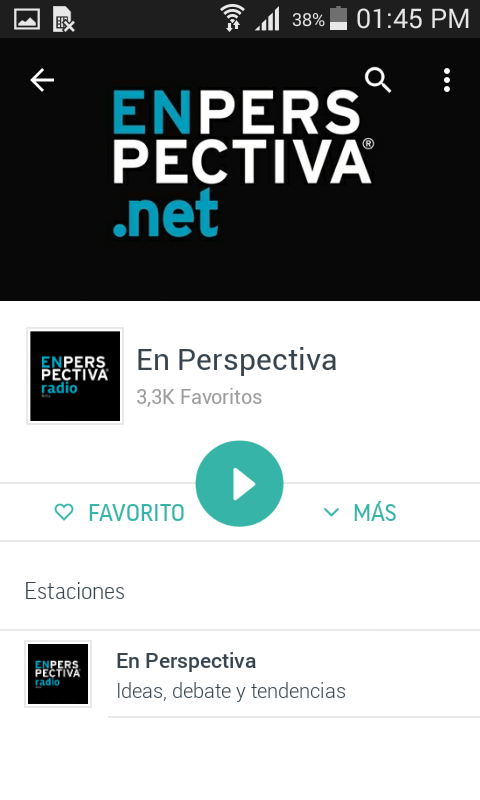 38% 01:45 PM
ENPERS
PECTIVA®
.net
ENPERS
PECTIVA®
radio
En Perspectiva
3,3K Favoritos
FAVORITO
MÁS
Estaciones
ENPERS
PECTIVA
radio
En Perspectiva
Ideas, debate y tendencias